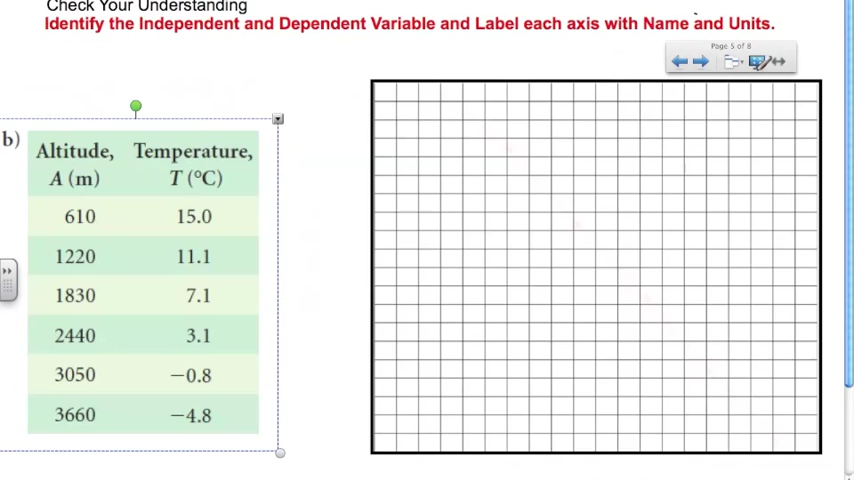 Check Your Understanding
Identify the Independent and Dependent Variable and Label each axis with Name and Units.
Page 5 of 8
b)
Altitude, Temperature,
A (m) T (°C)
610 15.0
1220 11.1
1830 7.1
2440 3.1
3050 −0.8
3660 −4.8